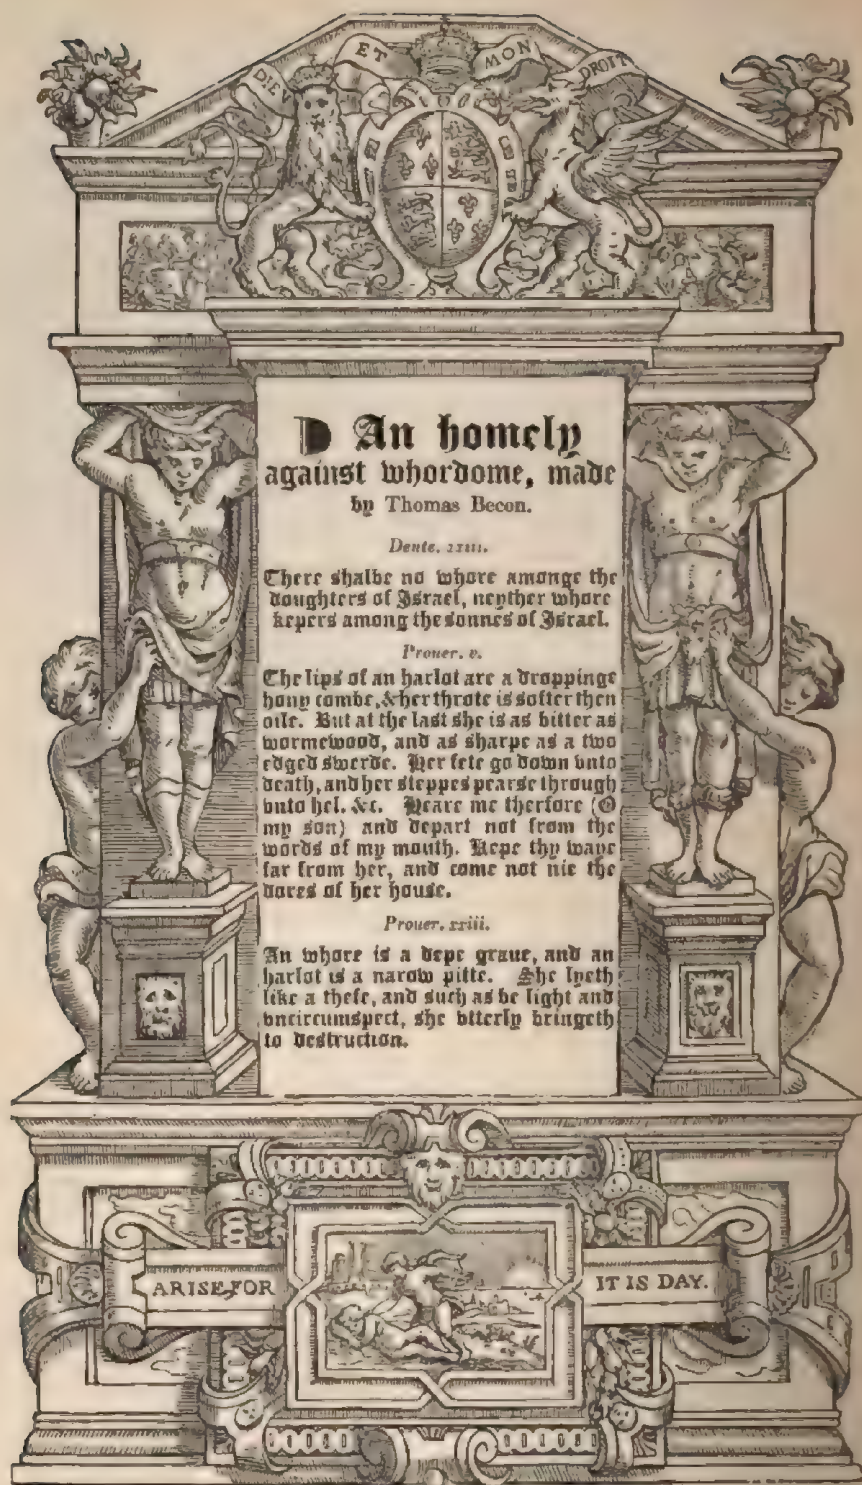 DIEV ET MON DROIT
An homely
against whordome, made
by Thomas Becon.
Deute. xxiii.
There shalbe no whore amonge the
doughters of Israel, neyther whore
kepers among the sonnes of Israel.
Prouer. v.
The lips of an harlot are a droppinge
hony combe, & her throte is softer then
oile. But at the last she is as bitter as
wormewood, and as sharpe as a two
edged swerde. Her fete go down vnto
death, and her steppes pearse through
vnto hel. &c. Heare me therfore (O
my son) and depart not from the
words of my mouth. Kepe thy waye
far from her, and come not nie the
dores of her house.
Prouer. xxiii.
An whore is a depe graue, and an
harlot is a narow pitte. She lyeth
like a thefe, and such as be light and
vncircumspect, she vtterly bringeth
to destruction.
ARISE, FOR IT IS DAY.